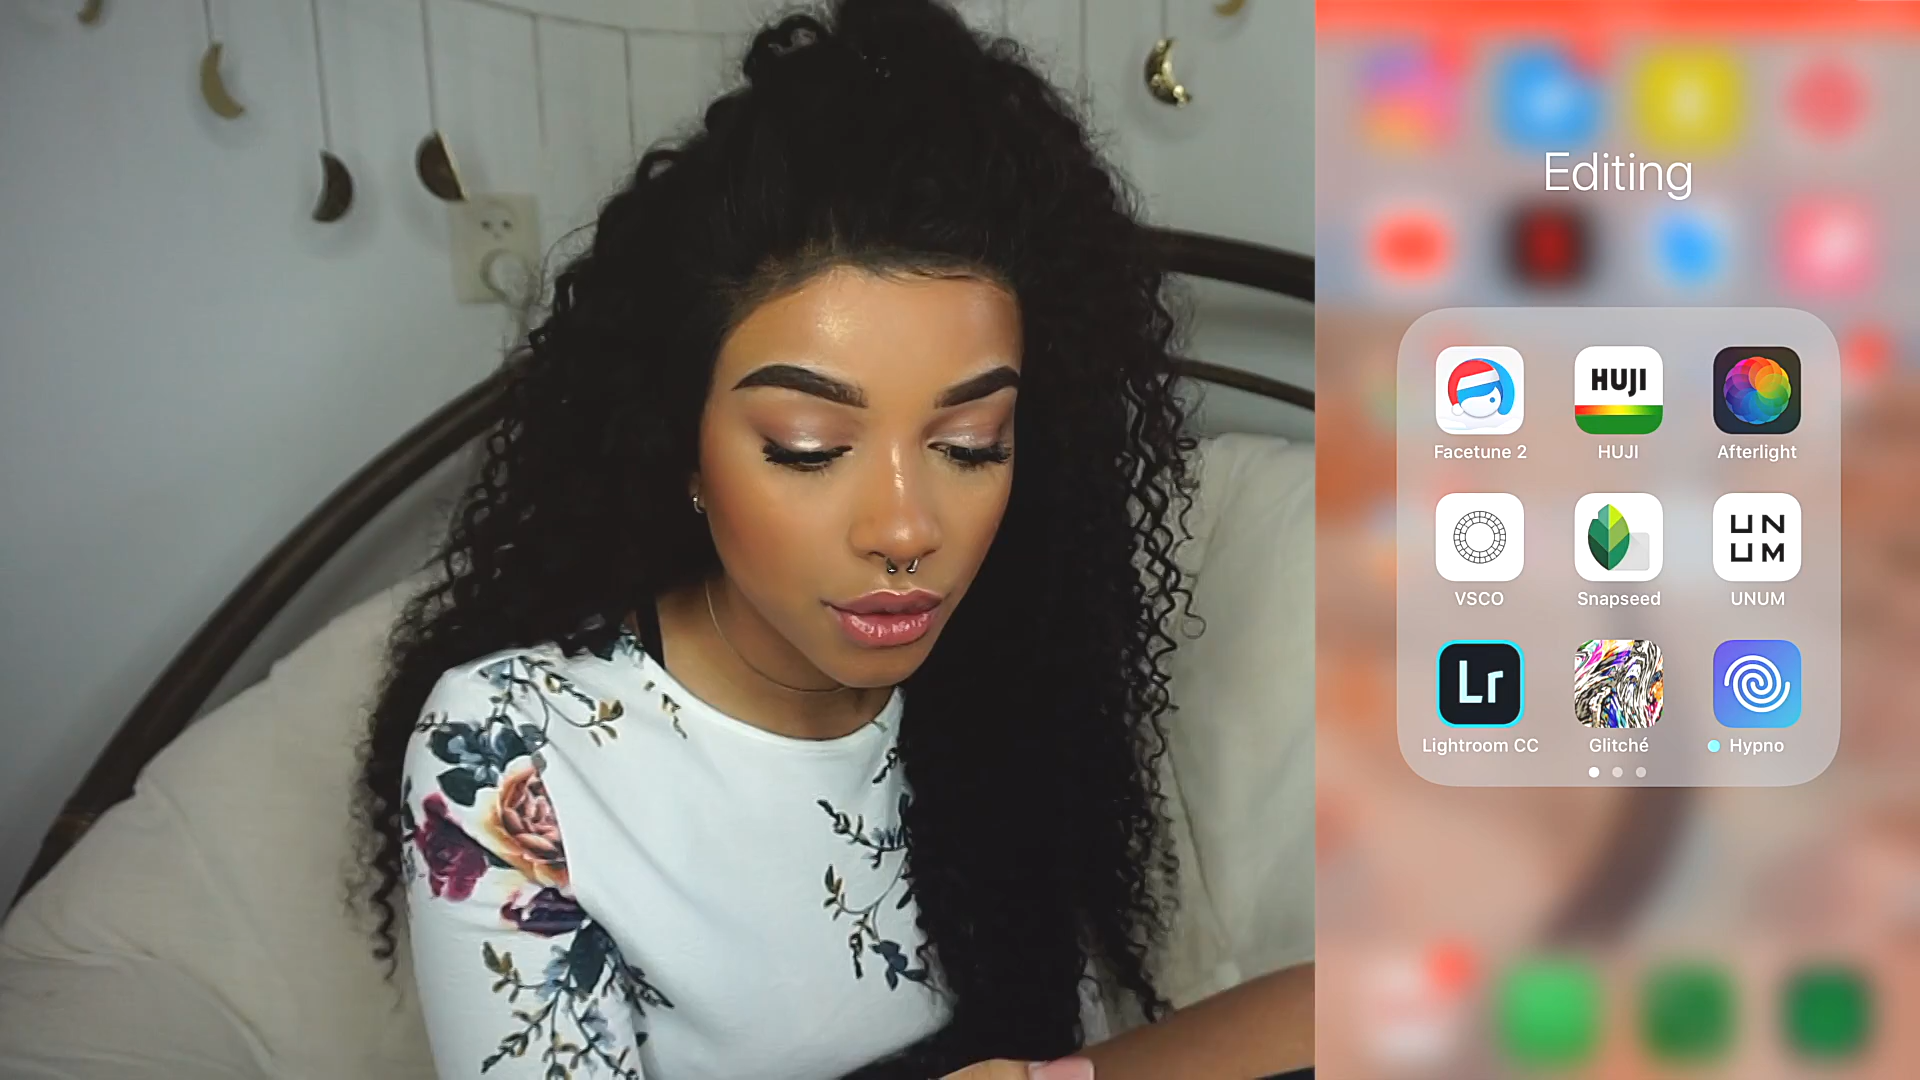 Editing
HUJI
Facetune 2 HUJI Afterlight
UN
UM
VSCO Snapseed UNUM
Lr
Lightroom CC Glitché Hypno